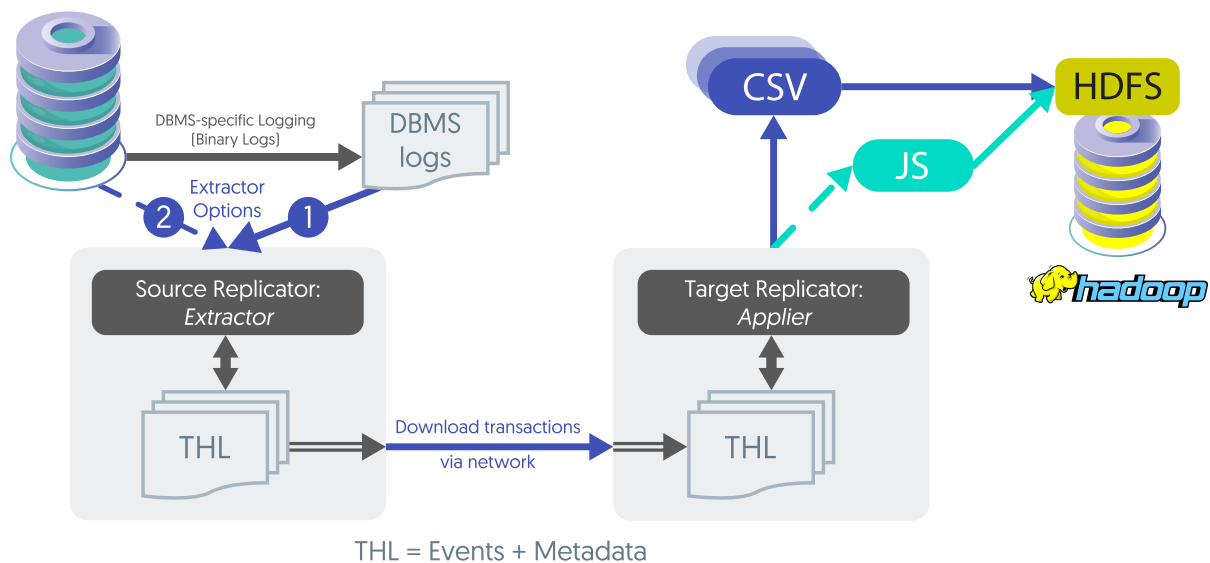 CSV
HDFS
DBMS-specific Logging
(Binary Logs)
DBMS
logs
JS
Extractor
Options
2
1
hadoop
Source Replicator:
Extractor
Target Replicator:
Applier
THL
Download transactions
via network
THL
THL = Events + Metadata